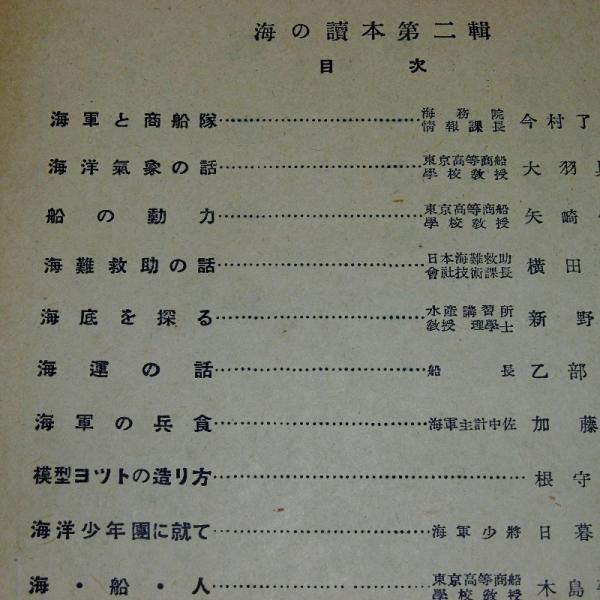 海の讀本第二輯
目次
海軍と商船隊 海務院情報課長 今村了
海洋氣象の話 東京高等商船學校敎授 大羽
船の動力 東京高等商船學校敎授 矢崎
海難救助の話 日本海難救助會社技術課長 橫田
海底を探る 水產講習所敎授理學士 新野
海運の話 船長 乙部
海軍の兵食 海軍主計中佐 加藤
模型ヨツトの造り方 根守
海洋少年團に就て 海軍少將 日暮
海・船・人 東京高等商船學校敎授 木島